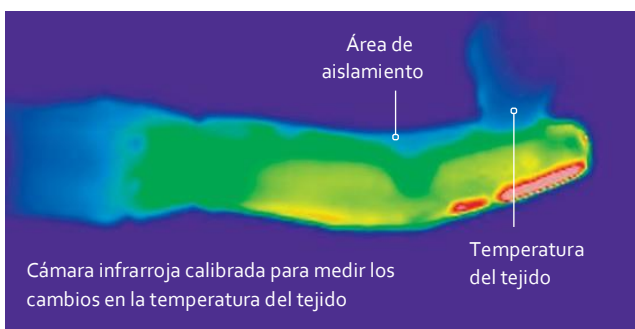 Área de
aislamiento
Temperatura
del tejido
Cámara infrarroja calibrada para medir los
cambios en la temperatura del tejido